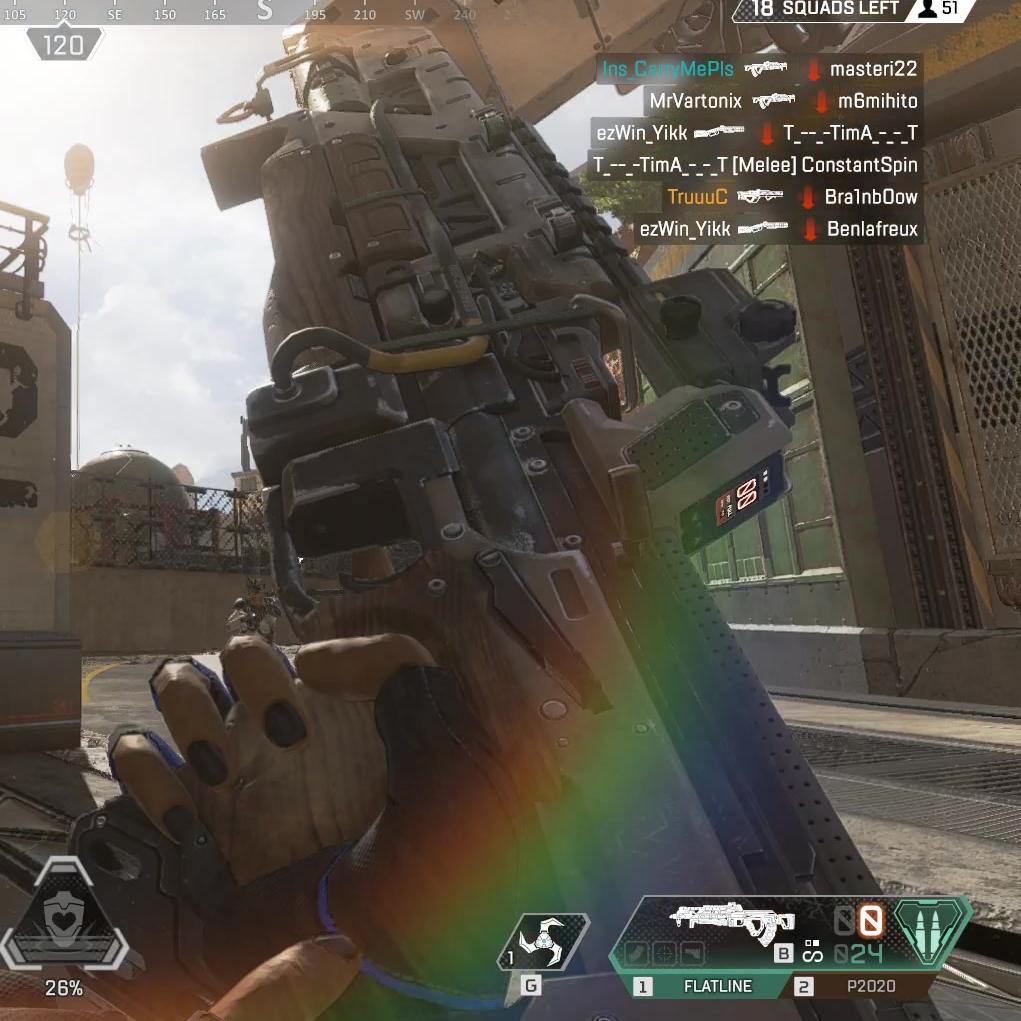 105 120 SE 150 165 S 195 210 SW 240
120
18 SQUADS LEFT 51
Ins_CarryMePls masteri22
MrVartonix m6mihito
ezWin_Yikk T_--_-TimA_-_-_T
T_--_-TimA_-_-_T [Melee] ConstantSpin
TruuuC Bra1nbOow
ezWin_Yikk Benlafreux
00
1
G
00
B
024
1 FLATLINE 2 P2020
26%